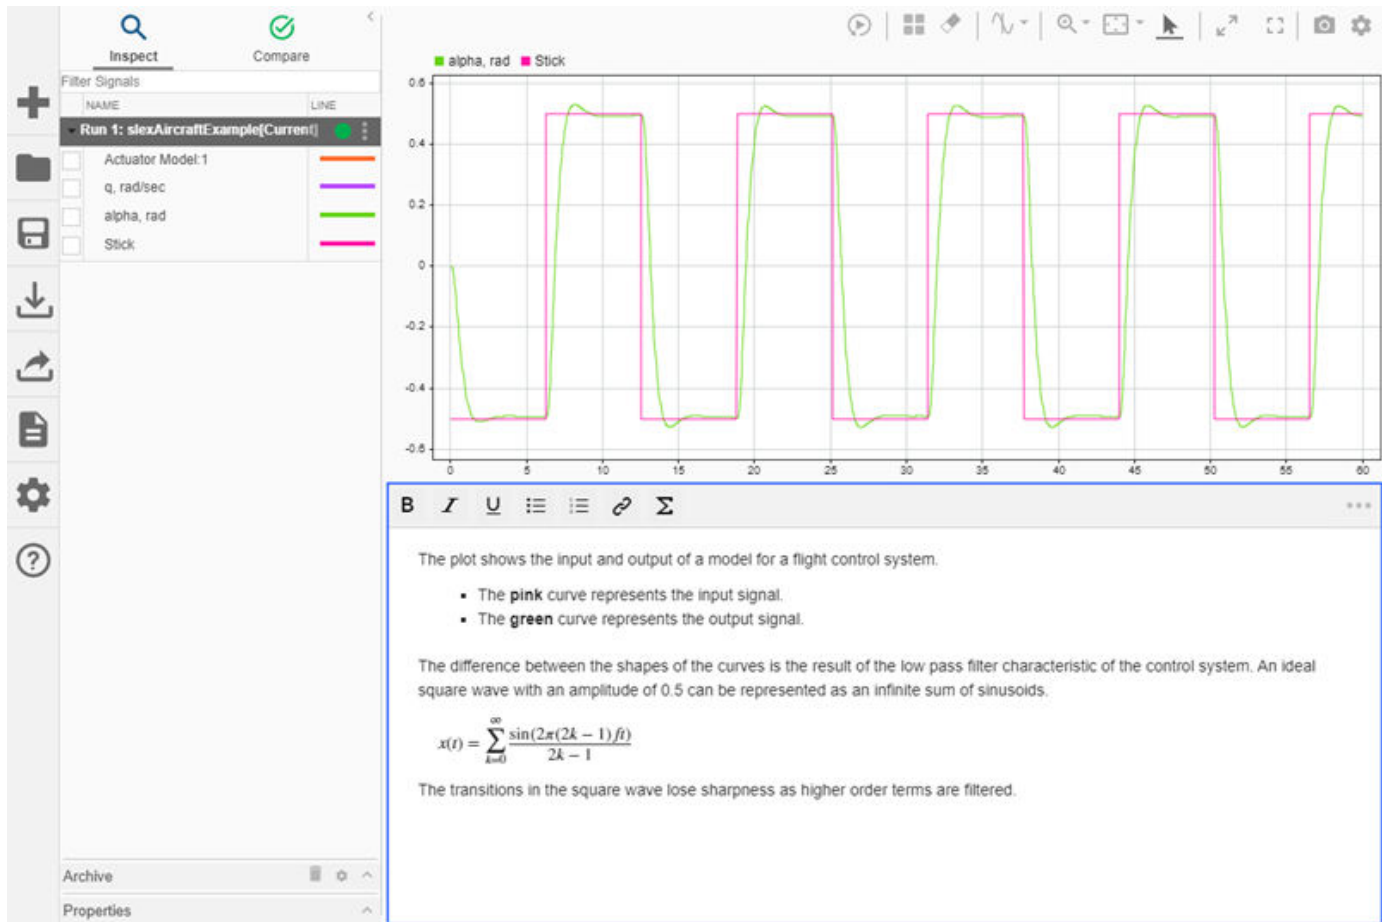 Inspect
Compare
Filter Signals
NAME
LINE
Run 1: slexAircraftExample[Current]
Actuator Model:1
q, rad/sec
alpha, rad
Stick
Archive
Properties
alpha, rad Stick
0.6
0.4
0.2
0
-0.2
-0.4
-0.6
0 5 10 15 20 25 30 35 40 45 50 55 60
B I U Σ
The plot shows the input and output of a model for a flight control system.
▪ The pink curve represents the input signal.
▪ The green curve represents the output signal.
The difference between the shapes of the curves is the result of the low pass filter characteristic of the control system. An ideal
square wave with an amplitude of 0.5 can be represented as an infinite sum of sinusoids.
x(t) = ∑_{k=0}^{∞} sin(2π(2k − 1)ft) / 2k − 1
The transitions in the square wave lose sharpness as higher order terms are filtered.